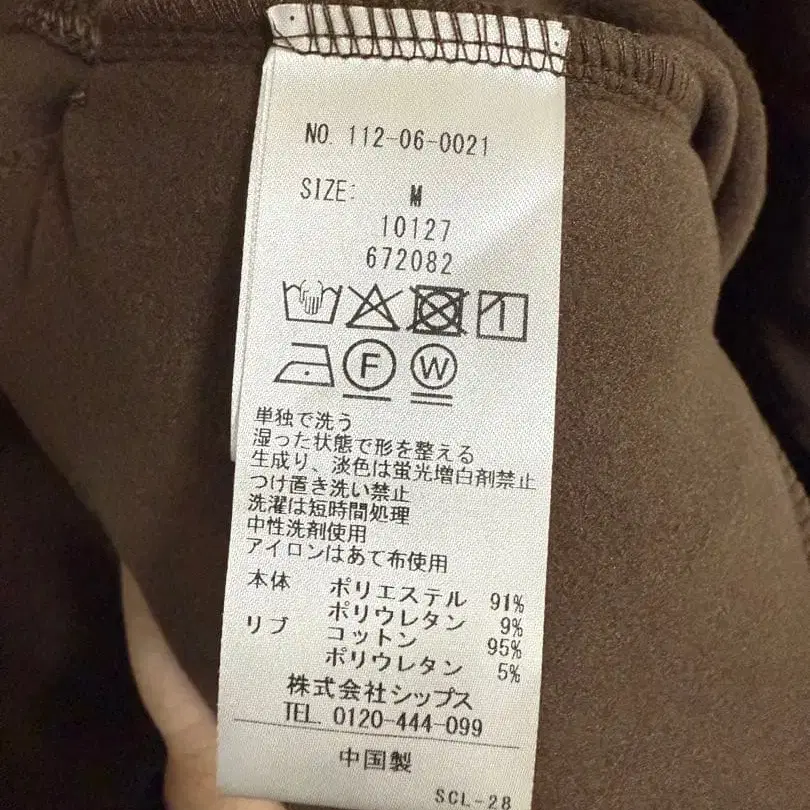 NO. 112-06-0021
SIZE: M
10127
672082
F W
単独で洗う
湿った状態で形を整える
生成り、淡色は蛍光増白剤禁止
つけ置き洗い禁止
洗濯は短時間処理
中性洗剤使用
アイロンはあて布使用
本体 ポリエステル 91%
ポリウレタン 9%
リブ コットン 95%
ポリウレタン 5%
株式会社シップス
TEL. 0120-444-099
中国製
SCL-28